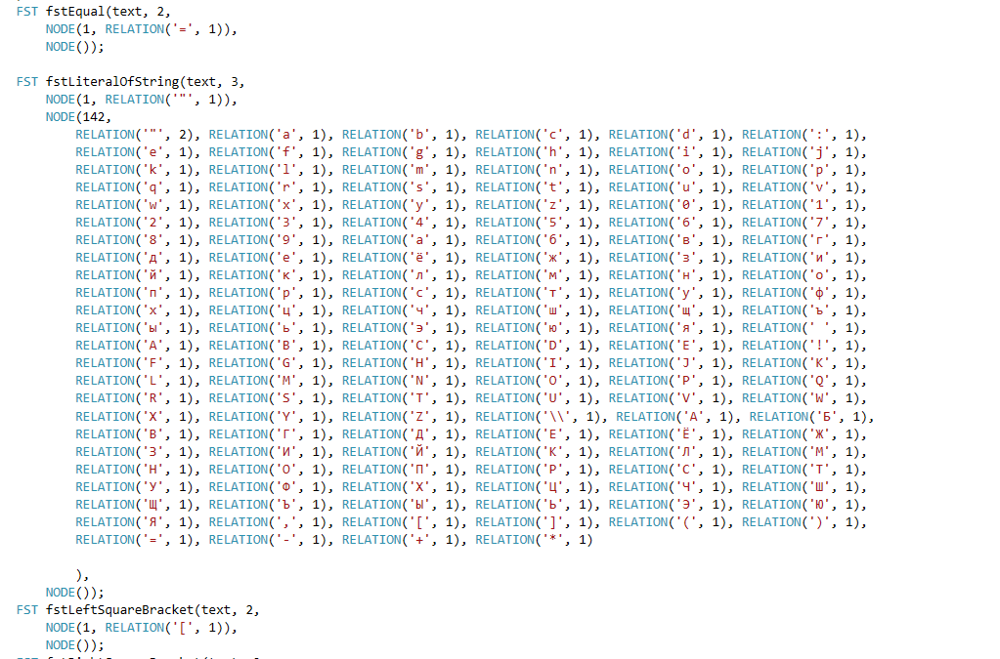 FST fstEqual(text, 2,
NODE(1, RELATION('=', 1)),
NODE());
FST fstLiteralOfString(text, 3,
NODE(1, RELATION('"', 1)),
NODE(142,
RELATION('"', 2), RELATION('a', 1), RELATION('b', 1), RELATION('c', 1), RELATION('d', 1), RELATION(':', 1),
RELATION('e', 1), RELATION('f', 1), RELATION('g', 1), RELATION('h', 1), RELATION('i', 1), RELATION('j', 1),
RELATION('k', 1), RELATION('l', 1), RELATION('m', 1), RELATION('n', 1), RELATION('o', 1), RELATION('p', 1),
RELATION('q', 1), RELATION('r', 1), RELATION('s', 1), RELATION('t', 1), RELATION('u', 1), RELATION('v', 1),
RELATION('w', 1), RELATION('x', 1), RELATION('y', 1), RELATION('z', 1), RELATION('0', 1), RELATION('1', 1),
RELATION('2', 1), RELATION('3', 1), RELATION('4', 1), RELATION('5', 1), RELATION('6', 1), RELATION('7', 1),
RELATION('8', 1), RELATION('9', 1), RELATION('а', 1), RELATION('б', 1), RELATION('в', 1), RELATION('г', 1),
RELATION('д', 1), RELATION('е', 1), RELATION('ё', 1), RELATION('ж', 1), RELATION('з', 1), RELATION('и', 1),
RELATION('й', 1), RELATION('к', 1), RELATION('л', 1), RELATION('м', 1), RELATION('н', 1), RELATION('о', 1),
RELATION('п', 1), RELATION('р', 1), RELATION('с', 1), RELATION('т', 1), RELATION('у', 1), RELATION('ф', 1),
RELATION('х', 1), RELATION('ц', 1), RELATION('ч', 1), RELATION('ш', 1), RELATION('щ', 1), RELATION('ъ', 1),
RELATION('ы', 1), RELATION('ь', 1), RELATION('э', 1), RELATION('ю', 1), RELATION('я', 1), RELATION(' ', 1),
RELATION('A', 1), RELATION('B', 1), RELATION('C', 1), RELATION('D', 1), RELATION('E', 1), RELATION('!', 1),
RELATION('F', 1), RELATION('G', 1), RELATION('H', 1), RELATION('I', 1), RELATION('J', 1), RELATION('K', 1),
RELATION('L', 1), RELATION('M', 1), RELATION('N', 1), RELATION('O', 1), RELATION('P', 1), RELATION('Q', 1),
RELATION('R', 1), RELATION('S', 1), RELATION('T', 1), RELATION('U', 1), RELATION('V', 1), RELATION('W', 1),
RELATION('X', 1), RELATION('Y', 1), RELATION('Z', 1), RELATION('\\', 1), RELATION('А', 1), RELATION('Б', 1),
RELATION('В', 1), RELATION('Г', 1), RELATION('Д', 1), RELATION('Е', 1), RELATION('Ё', 1), RELATION('Ж', 1),
RELATION('З', 1), RELATION('И', 1), RELATION('Й', 1), RELATION('К', 1), RELATION('Л', 1), RELATION('М', 1),
RELATION('Н', 1), RELATION('О', 1), RELATION('П', 1), RELATION('Р', 1), RELATION('С', 1), RELATION('Т', 1),
RELATION('У', 1), RELATION('Ф', 1), RELATION('Х', 1), RELATION('Ц', 1), RELATION('Ч', 1), RELATION('Ш', 1),
RELATION('Щ', 1), RELATION('Ъ', 1), RELATION('Ы', 1), RELATION('Ь', 1), RELATION('Э', 1), RELATION('Ю', 1),
RELATION('Я', 1), RELATION(',', 1), RELATION('[', 1), RELATION(']', 1), RELATION('(', 1), RELATION(')', 1),
RELATION('=', 1), RELATION('-', 1), RELATION('+', 1), RELATION('*', 1)
),
NODE());
FST fstLeftSquareBracket(text, 2,
NODE(1, RELATION('[', 1)),
NODE());